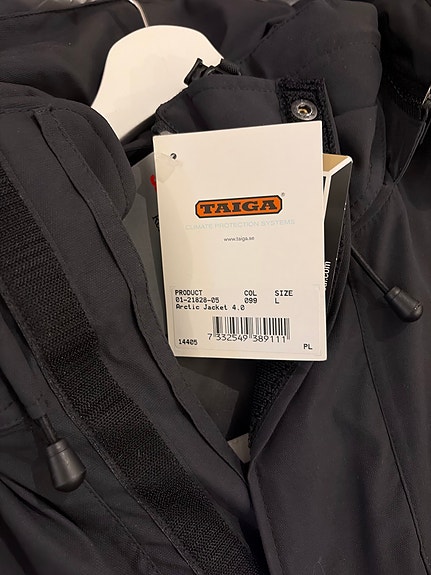 TAIGA®
CLIMATE PROTECTION SYSTEMS
www.taiga.se
PRODUCT COL SIZE
01-21828-05 099 L
Arctic Jacket 4.0
7 332549 389111
14405 PL